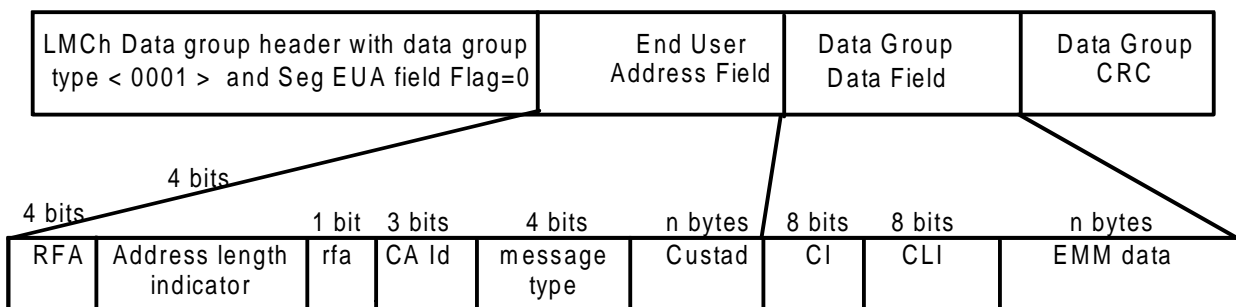 LMCh Data group header with data group
type < 0001 > and Seg EUA field Flag=0
End User
Address Field
Data Group
Data Field
Data Group
CRC
4 bits
4 bits
1 bit
3 bits
4 bits
n bytes
8 bits
8 bits
n bytes
RFA
Address length
indicator
rfa
CA Id
message
type
Custad
CI
CLI
EMM data